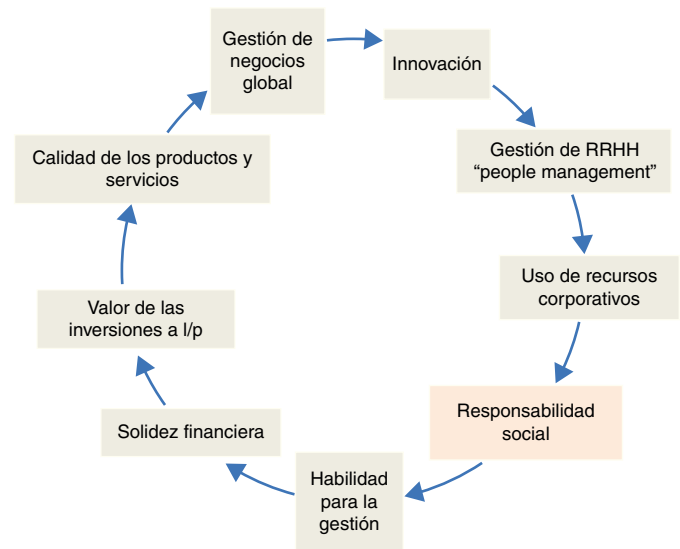 Gestión de
negocios
global
Innovación
Gestión de RRHH
“people management”
Uso de recursos
corporativos
Responsabilidad
social
Habilidad
para la
gestión
Solidez financiera
Valor de las
inversiones a l/p
Calidad de los productos y
servicios